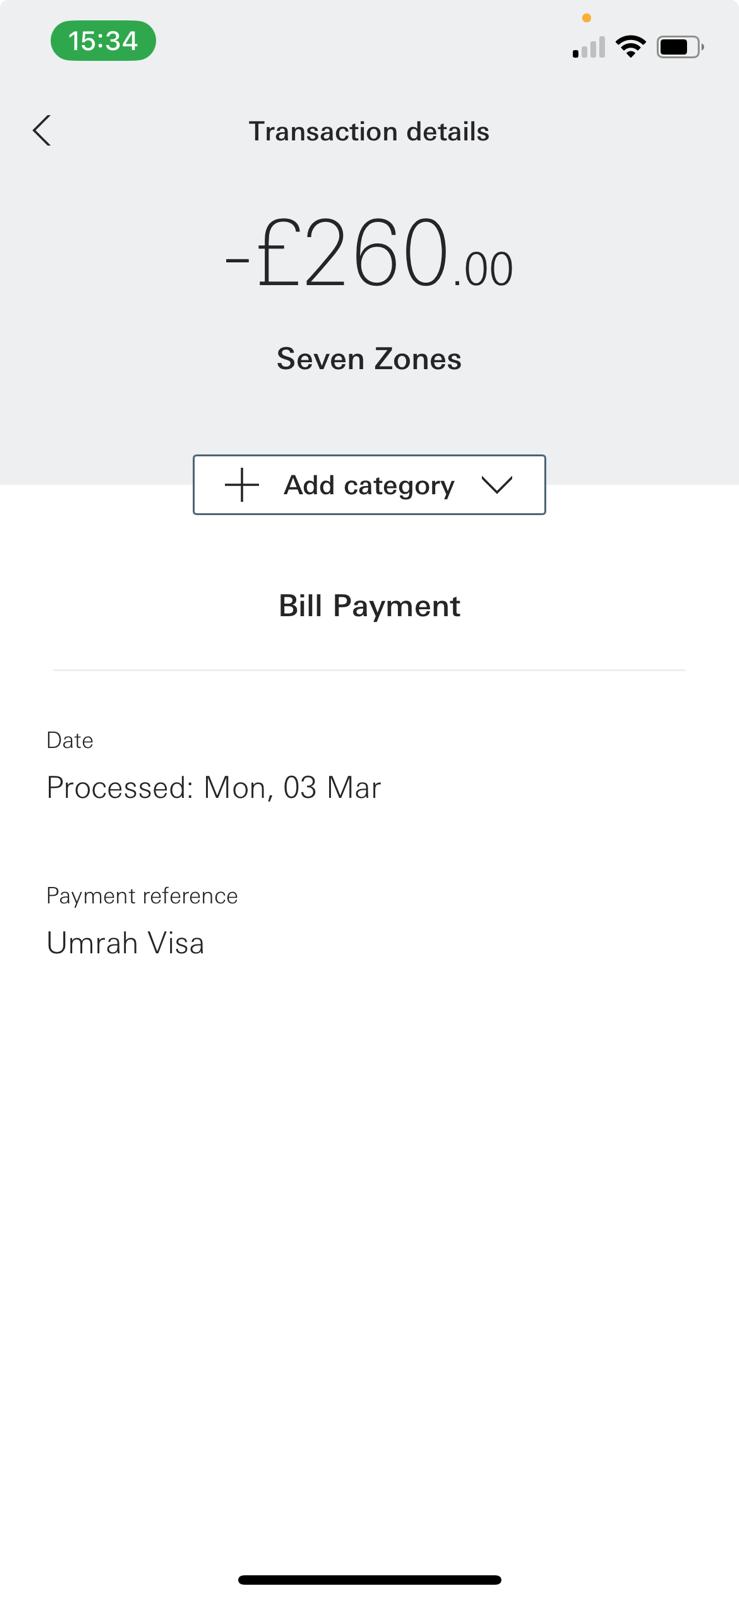 15:34
Transaction details
-£260.00
Seven Zones
Add category
Bill Payment
Date
Processed: Mon, 03 Mar
Payment reference
Umrah Visa